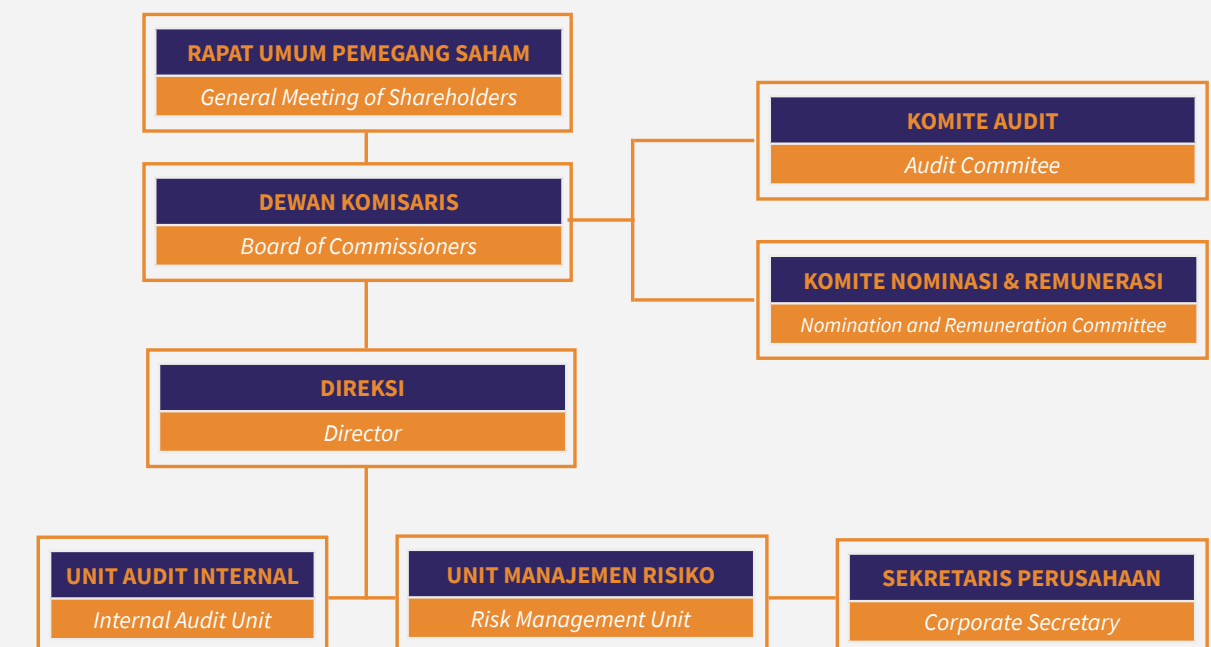 RAPAT UMUM PEMEGANG SAHAM
General Meeting of Shareholders
KOMITE AUDIT
Audit Commitee
DEWAN KOMISARIS
Board of Commissioners
KOMITE NOMINASI & REMUNERASI
Nomination and Remuneration Committee
DIREKSI
Director
UNIT AUDIT INTERNAL
Internal Audit Unit
UNIT MANAJEMEN RISIKO
Risk Management Unit
SEKRETARIS PERUSAHAAN
Corporate Secretary